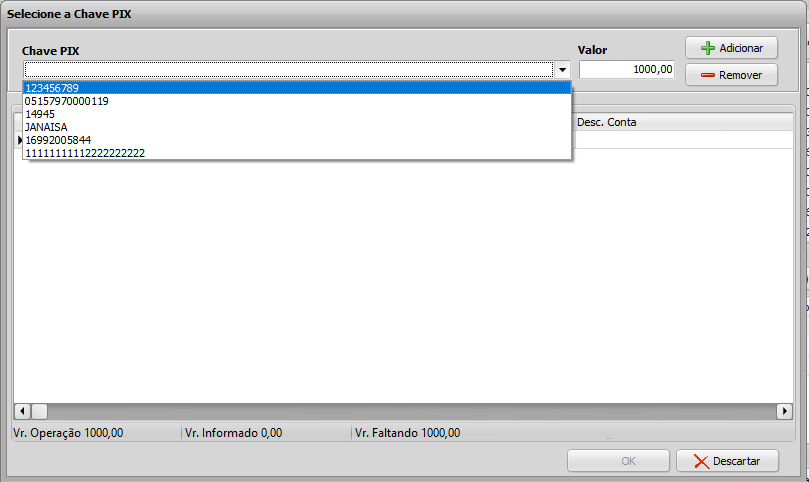 Selecione a Chave PIX
Chave PIX
Valor
Adicionar
1000,00
Remover
123456789
05157970000119
14945
JANAISA
16992005844
11111111112222222222
Desc. Conta
Vr. Operação 1000,00
Vr. Informado 0,00
Vr. Faltando 1000,00
OK
Descartar